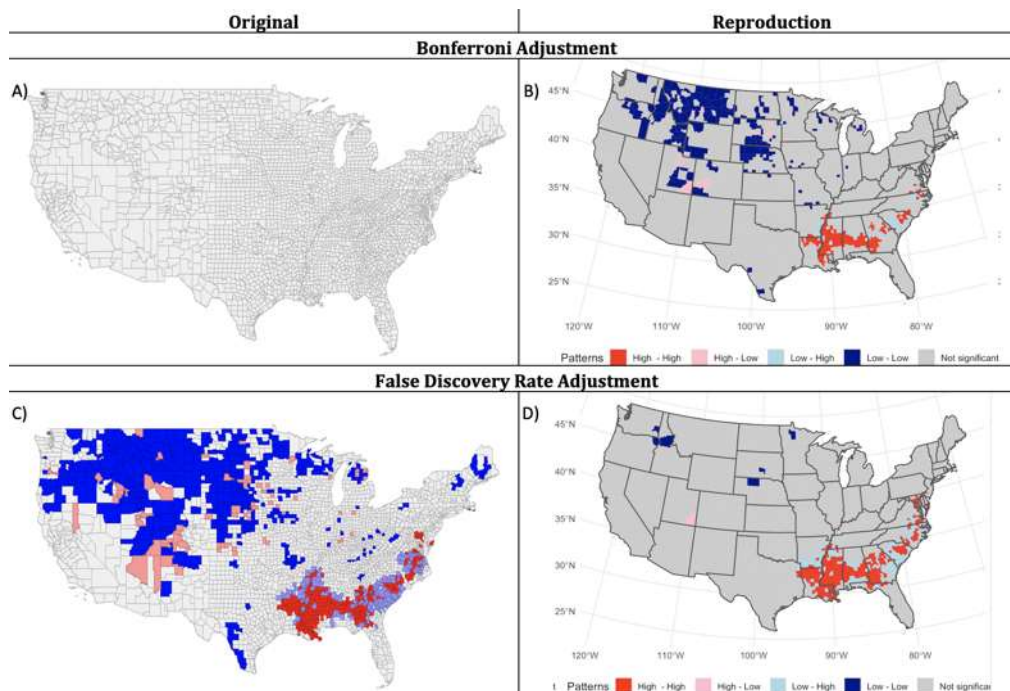 Original
Reproduction
Bonferroni Adjustment
A)
B)
45°N
40°N
35°N
30°N
25°N
120°W 110°W 100°W 90°W 80°W
Patterns High - High High - Low Low - High Low - Low Not significant
False Discovery Rate Adjustment
C)
D)
45°N
40°N
35°N
30°N
25°N
120°W 110°W 100°W 90°W 80°W
Patterns High - High High - Low Low - High Low - Low